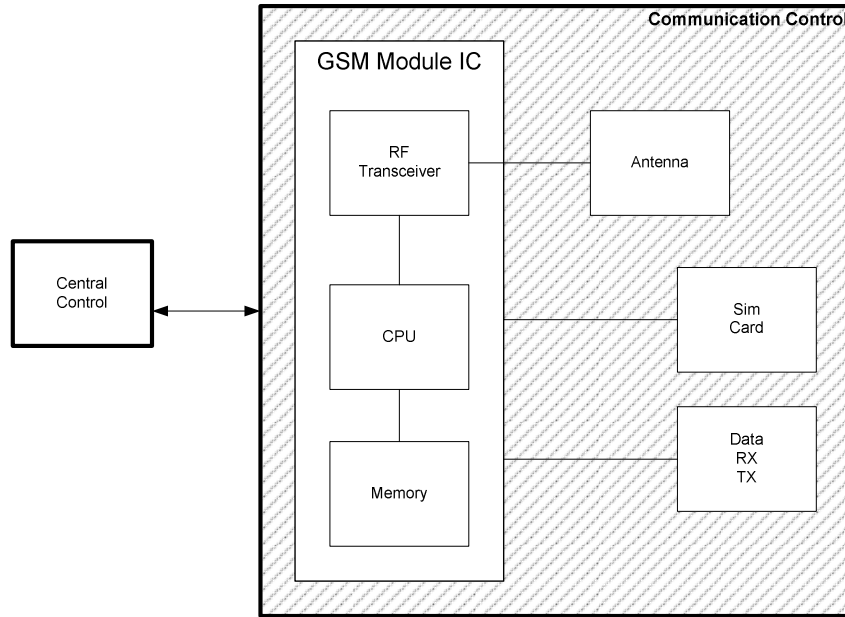 Communication Control
GSM Module IC
RF
Transceiver
Antenna
Central
Control
CPU
Sim
Card
Memory
Data
RX
TX